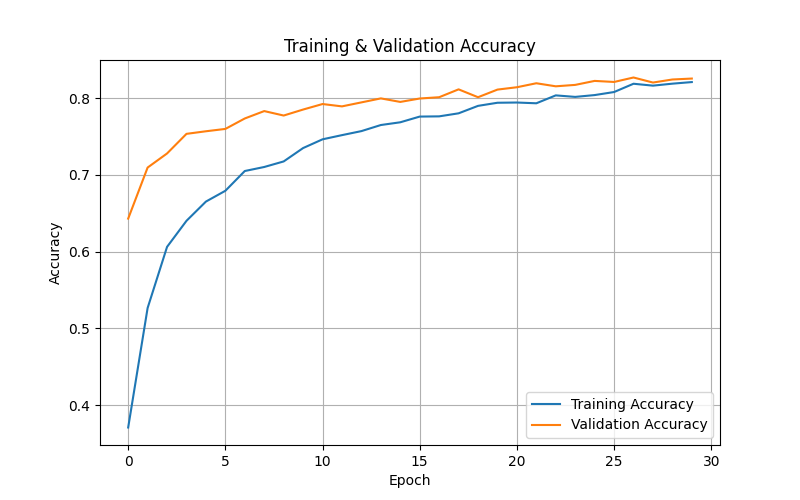 Training & Validation Accuracy
Accuracy
0.8
0.7
0.6
0.5
0.4
Training Accuracy
Validation Accuracy
0 5 10 15 20 25 30
Epoch